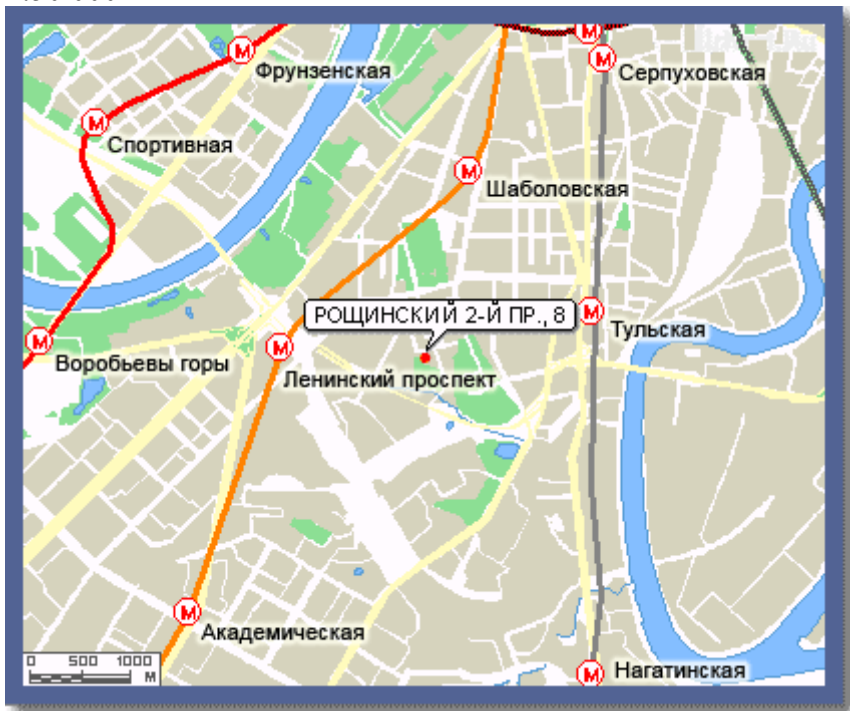 Фрунзенская
Серпуховская
Спортивная
Шаболовская
РОЩИНСКИЙ 2-Й ПР., 8
Тульская
Воробьевы горы
Ленинский проспект
Академическая
0 500 1000
М
Нагатинская